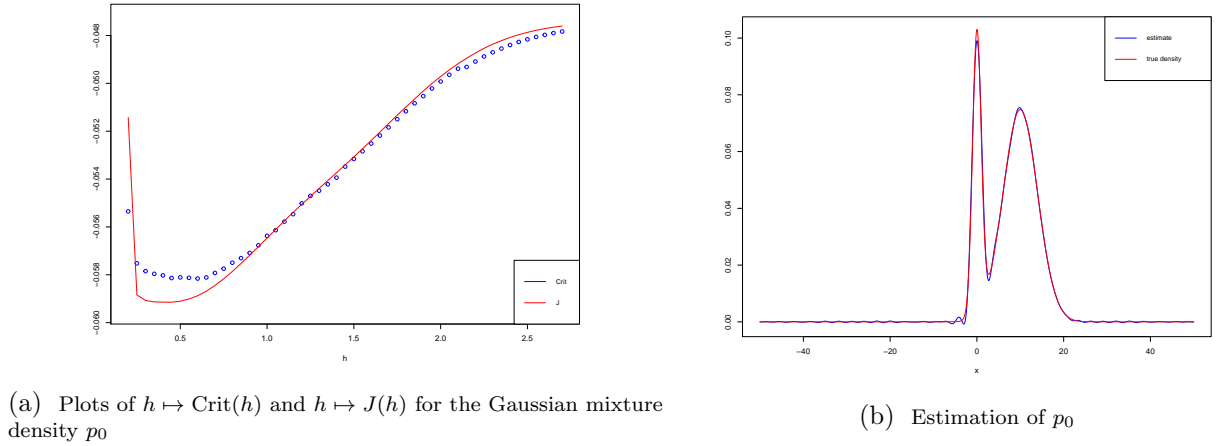 −0.048
−0.050
−0.052
−0.054
−0.056
−0.058
−0.060
0.5
1.0
1.5
2.0
2.5
h
Crit
J
(a) Plots of h ↦ Crit(h) and h ↦ J(h) for the Gaussian mixture
density p₀
0.10
0.08
0.06
0.04
0.02
0.00
−40
−20
0
20
40
x
estimate
true density
(b) Estimation of p₀